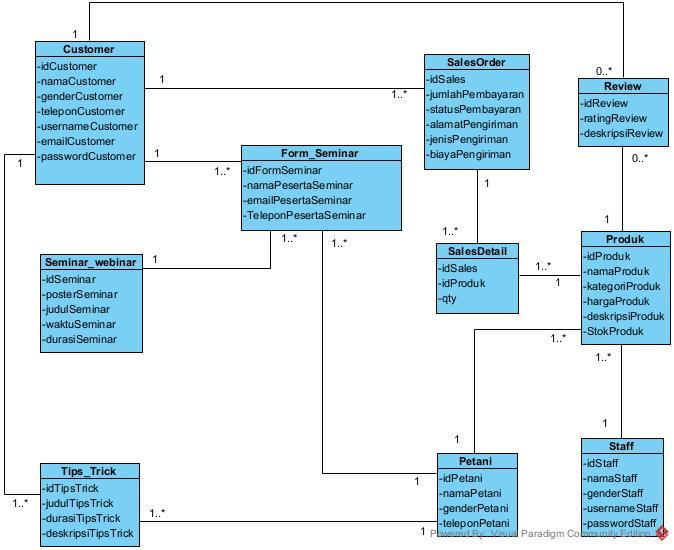 1
Customer
-idCustomer
-namaCustomer
-genderCustomer
-teleponCustomer
-usernameCustomer
-emailCustomer
-passwordCustomer
1
1..*
SalesOrder
-idSales
-jumlahPembayaran
-statusPembayaran
-alamatPengiriman
-jenisPengiriman
-biayaPengiriman
0..*
Review
-idReview
-ratingReview
-deskripsiReview
0..*
1
1
1..*
Form_Seminar
-idFormSeminar
-namaPesertaSeminar
-emailPesertaSeminar
-TeleponPesertaSeminar
1..*
1..*
1
1..*
SalesDetail
-idSales
-idProduk
-qty
1..*
1
1
Produk
-idProduk
-namaProduk
-kategoriProduk
-hargaProduk
-deskripsiProduk
-StokProduk
1..*
1..*
1
Seminar_webinar
-idSeminar
-posterSeminar
-judulSeminar
-waktuSeminar
-durasiSeminar
1
1
1
Petani
-idPetani
-namaPetani
-genderPetani
-teleponPetani
1
1
Staff
-idStaff
-namaStaff
-genderStaff
-usernameStaff
-passwordStaff
1..*
Tips_Trick
-idTipsTrick
-judulTipsTrick
-durasiTipsTrick
-deskripsiTipsTrick
1..*
Powered By Visual Paradigm Community Edition